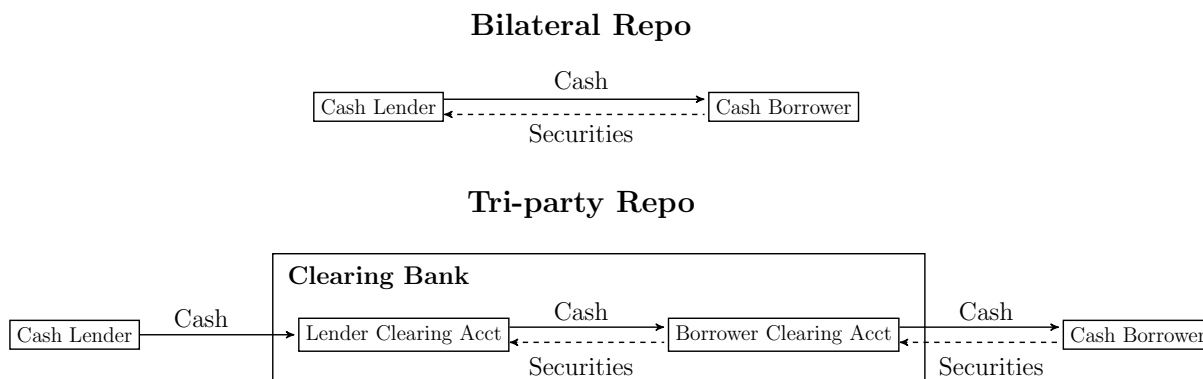 Bilateral Repo
Cash
Cash Lender
Cash Borrower
Securities
Tri-party Repo
Clearing Bank
Cash Lender
Cash
Lender Clearing Acct
Cash
Securities
Borrower Clearing Acct
Cash
Securities
Cash Borrower